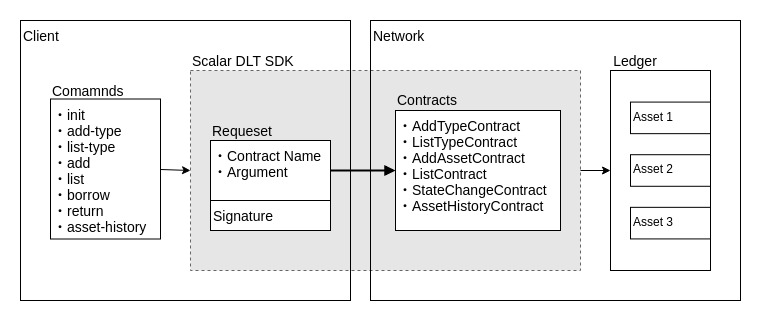 Client
Network
Scalar DLT SDK
Ledger
Comamnds
・init
・add-type
・list-type
・add
・list
・borrow
・return
・asset-history
Requeset
・Contract Name
・Argument
Signature
Contracts
・AddTypeContract
・ListTypeContract
・AddAssetContract
・ListContract
・StateChangeContract
・AssetHistoryContract
Asset 1
Asset 2
Asset 3